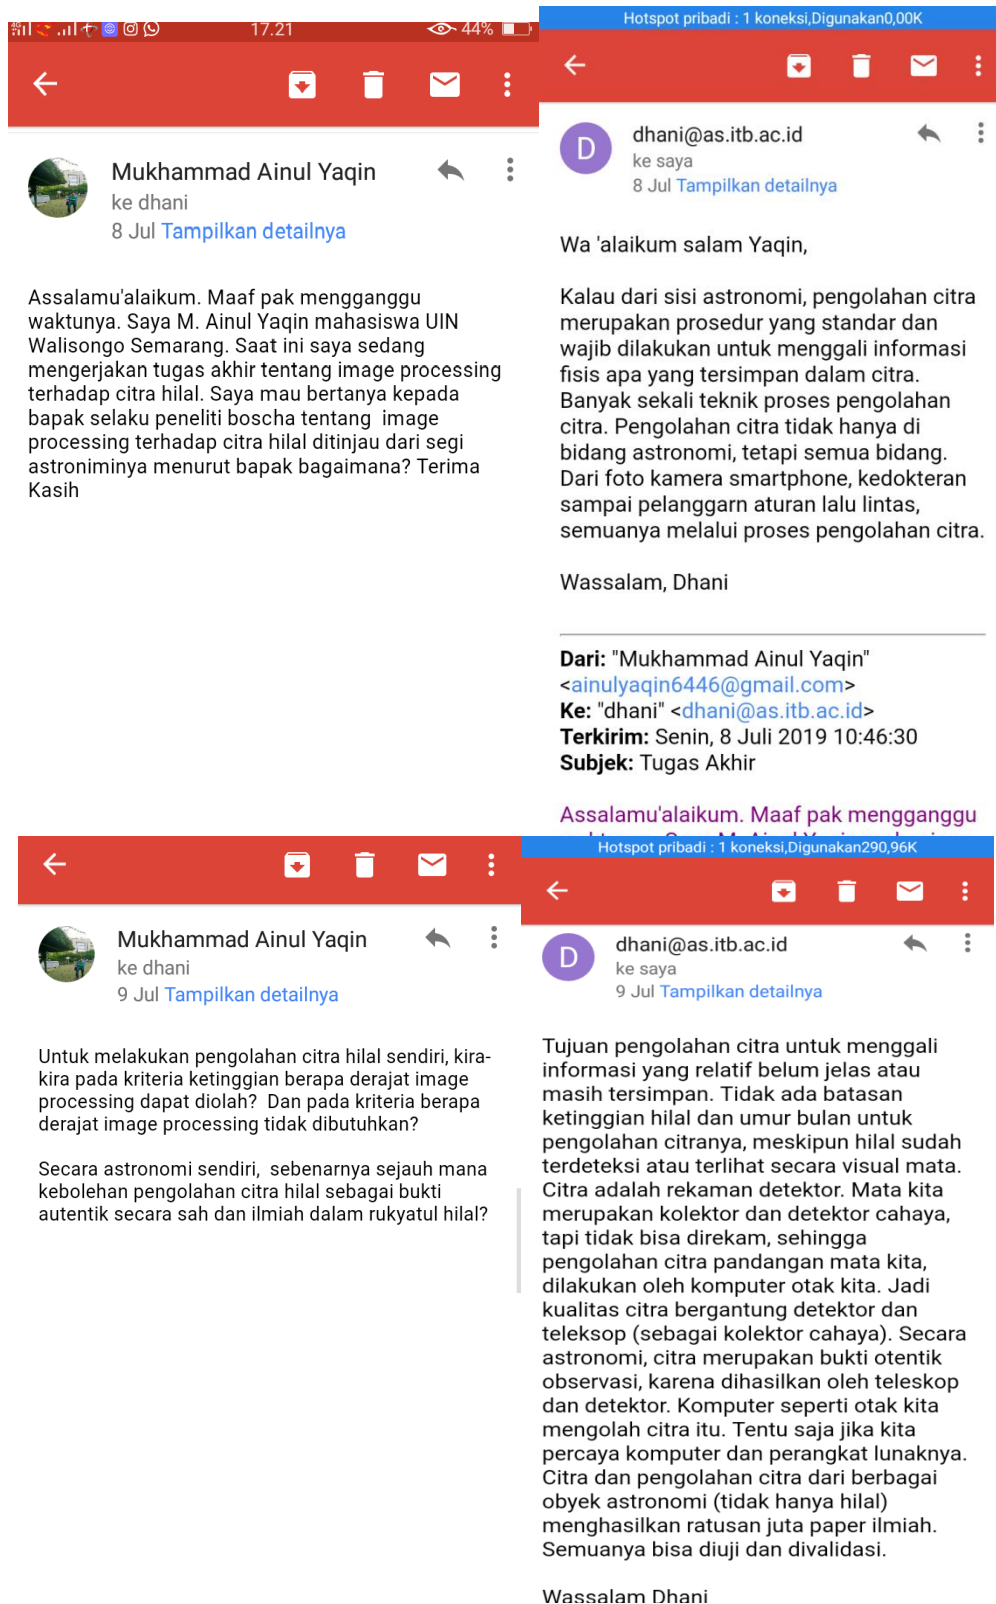 17.21
44%
Mukhammad Ainul Yaqin
ke dhani
8 Jul Tampilkan detailnya
Assalamu'alaikum. Maaf pak mengganggu
waktunya. Saya M. Ainul Yaqin mahasiswa UIN
Walisongo Semarang. Saat ini saya sedang
mengerjakan tugas akhir tentang image processing
terhadap citra hilal. Saya mau bertanya kepada
bapak selaku peneliti boscha tentang  image
processing terhadap citra hilal ditinjau dari segi
astroniminya menurut bapak bagaimana? Terima
Kasih
Hotspot pribadi : 1 koneksi,Digunakan0,00K
D
dhani@as.itb.ac.id
ke saya
8 Jul Tampilkan detailnya
Wa 'alaikum salam Yaqin,
Kalau dari sisi astronomi, pengolahan citra
merupakan prosedur yang standar dan
wajib dilakukan untuk menggali informasi
fisis apa yang tersimpan dalam citra.
Banyak sekali teknik proses pengolahan
citra. Pengolahan citra tidak hanya di
bidang astronomi, tetapi semua bidang.
Dari foto kamera smartphone, kedokteran
sampai pelanggarn aturan lalu lintas,
semuanya melalui proses pengolahan citra.
Wassalam, Dhani
Dari: "Mukhammad Ainul Yaqin"
<ainulyaqin6446@gmail.com>
Ke: "dhani" <dhani@as.itb.ac.id>
Terkirim: Senin, 8 Juli 2019 10:46:30
Subjek: Tugas Akhir
Assalamu'alaikum. Maaf pak mengganggu
Mukhammad Ainul Yaqin
ke dhani
9 Jul Tampilkan detailnya
Untuk melakukan pengolahan citra hilal sendiri, kira-
kira pada kriteria ketinggian berapa derajat image
processing dapat diolah?  Dan pada kriteria berapa
derajat image processing tidak dibutuhkan?
Secara astronomi sendiri,  sebenarnya sejauh mana
kebolehan pengolahan citra hilal sebagai bukti
autentik secara sah dan ilmiah dalam rukyatul hilal?
Hotspot pribadi : 1 koneksi,Digunakan290,96K
D
dhani@as.itb.ac.id
ke saya
9 Jul Tampilkan detailnya
Tujuan pengolahan citra untuk menggali
informasi yang relatif belum jelas atau
masih tersimpan. Tidak ada batasan
ketinggian hilal dan umur bulan untuk
pengolahan citranya, meskipun hilal sudah
terdeteksi atau terlihat secara visual mata.
Citra adalah rekaman detektor. Mata kita
merupakan kolektor dan detektor cahaya,
tapi tidak bisa direkam, sehingga
pengolahan citra pandangan mata kita,
dilakukan oleh komputer otak kita. Jadi
kualitas citra bergantung detektor dan
teleksop (sebagai kolektor cahaya). Secara
astronomi, citra merupakan bukti otentik
observasi, karena dihasilkan oleh teleskop
dan detektor. Komputer seperti otak kita
mengolah citra itu. Tentu saja jika kita
percaya komputer dan perangkat lunaknya.
Citra dan pengolahan citra dari berbagai
obyek astronomi (tidak hanya hilal)
menghasilkan ratusan juta paper ilmiah.
Semuanya bisa diuji dan divalidasi.
Wassalam Dhani